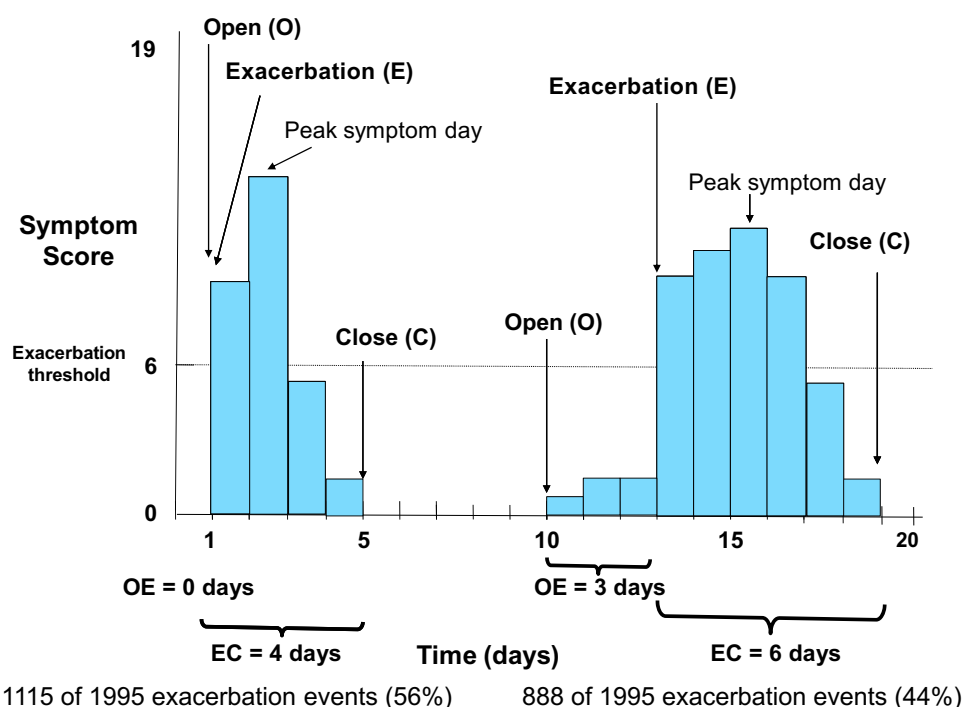 Open (O)
19
Exacerbation (E)
Exacerbation (E)
Peak symptom day
Peak symptom day
Symptom
Score
Close (C)
Open (O)
Close (C)
Exacerbation
threshold
6
0
1 5 10 15 20
OE = 0 days OE = 3 days
EC = 4 days Time (days) EC = 6 days
1115 of 1995 exacerbation events (56%) 888 of 1995 exacerbation events (44%)